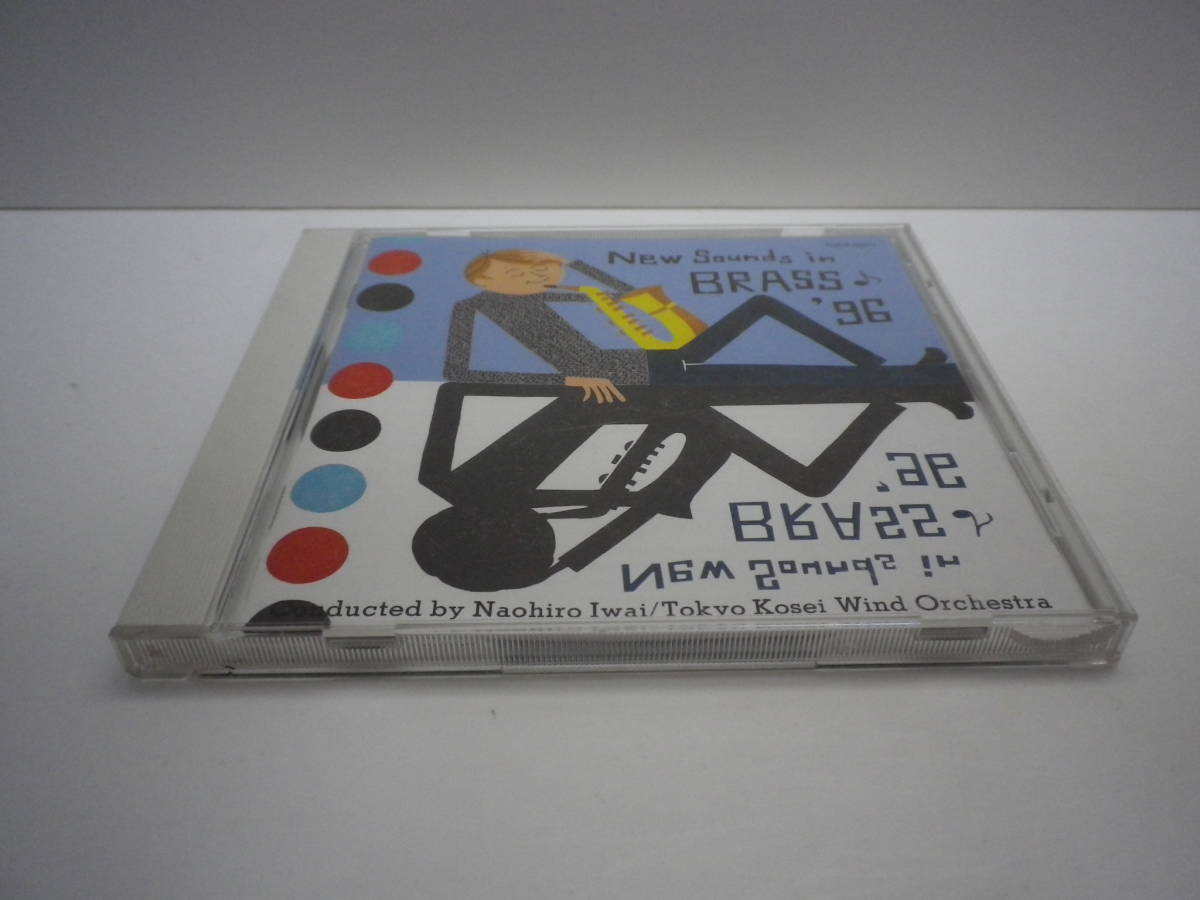 New Sounds in
BRASS♪
'96
'96
BRASS♪
New Sounds in
Conducted by Naohiro Iwai/Tokyo Kosei Wind Orchestra